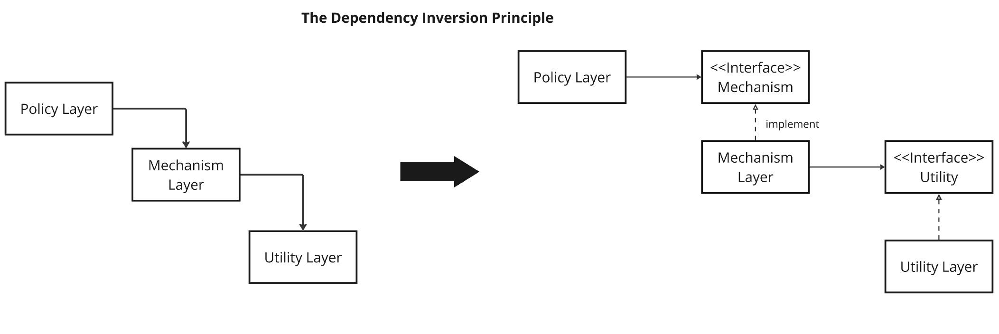 The Dependency Inversion Principle
Policy Layer
Mechanism
Layer
Utility Layer
Policy Layer
<<Interface>>
Mechanism
implement
Mechanism
Layer
<<Interface>>
Utility
Utility Layer